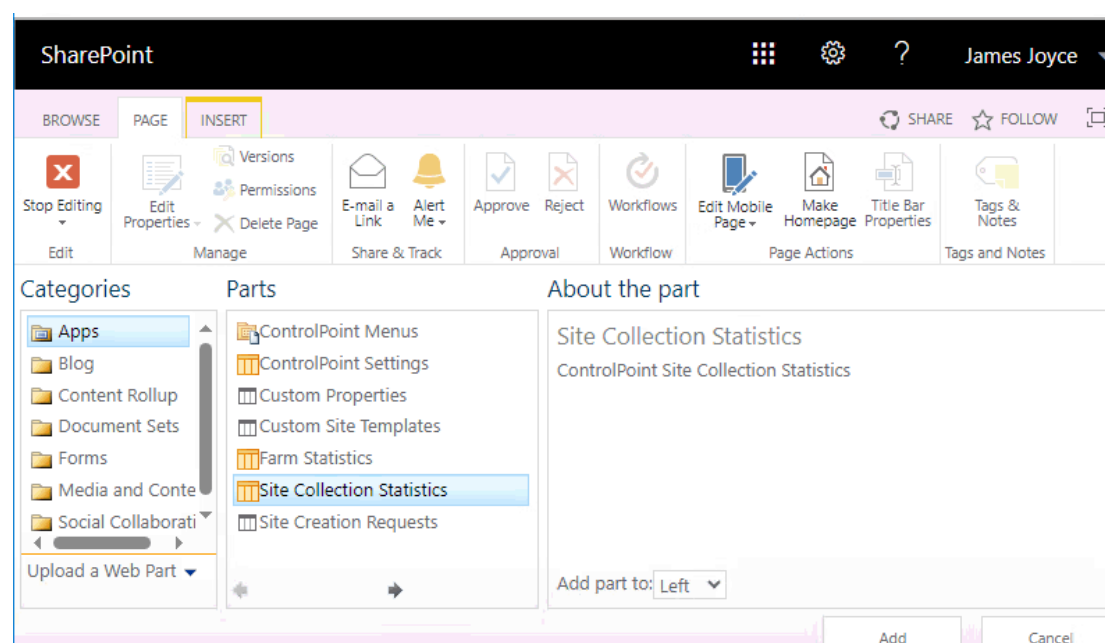 SharePoint
?
James Joyce
BROWSE
PAGE
INSERT
SHARE
FOLLOW
Stop Editing
Edit
Properties
Versions
Permissions
Delete Page
E-mail a
Link
Alert
Me
Approve
Reject
Workflows
Edit Mobile
Page
Make
Homepage
Title Bar
Properties
Tags &
Notes
Edit
Manage
Share & Track
Approval
Workflow
Page Actions
Tags and Notes
Categories
Apps
Blog
Content Rollup
Document Sets
Forms
Media and Conte
Social Collaborati
Upload a Web Part
Parts
ControlPoint Menus
ControlPoint Settings
Custom Properties
Custom Site Templates
Farm Statistics
Site Collection Statistics
Site Creation Requests
About the part
Site Collection Statistics
ControlPoint Site Collection Statistics
Add part to: Left
Add
Cancel